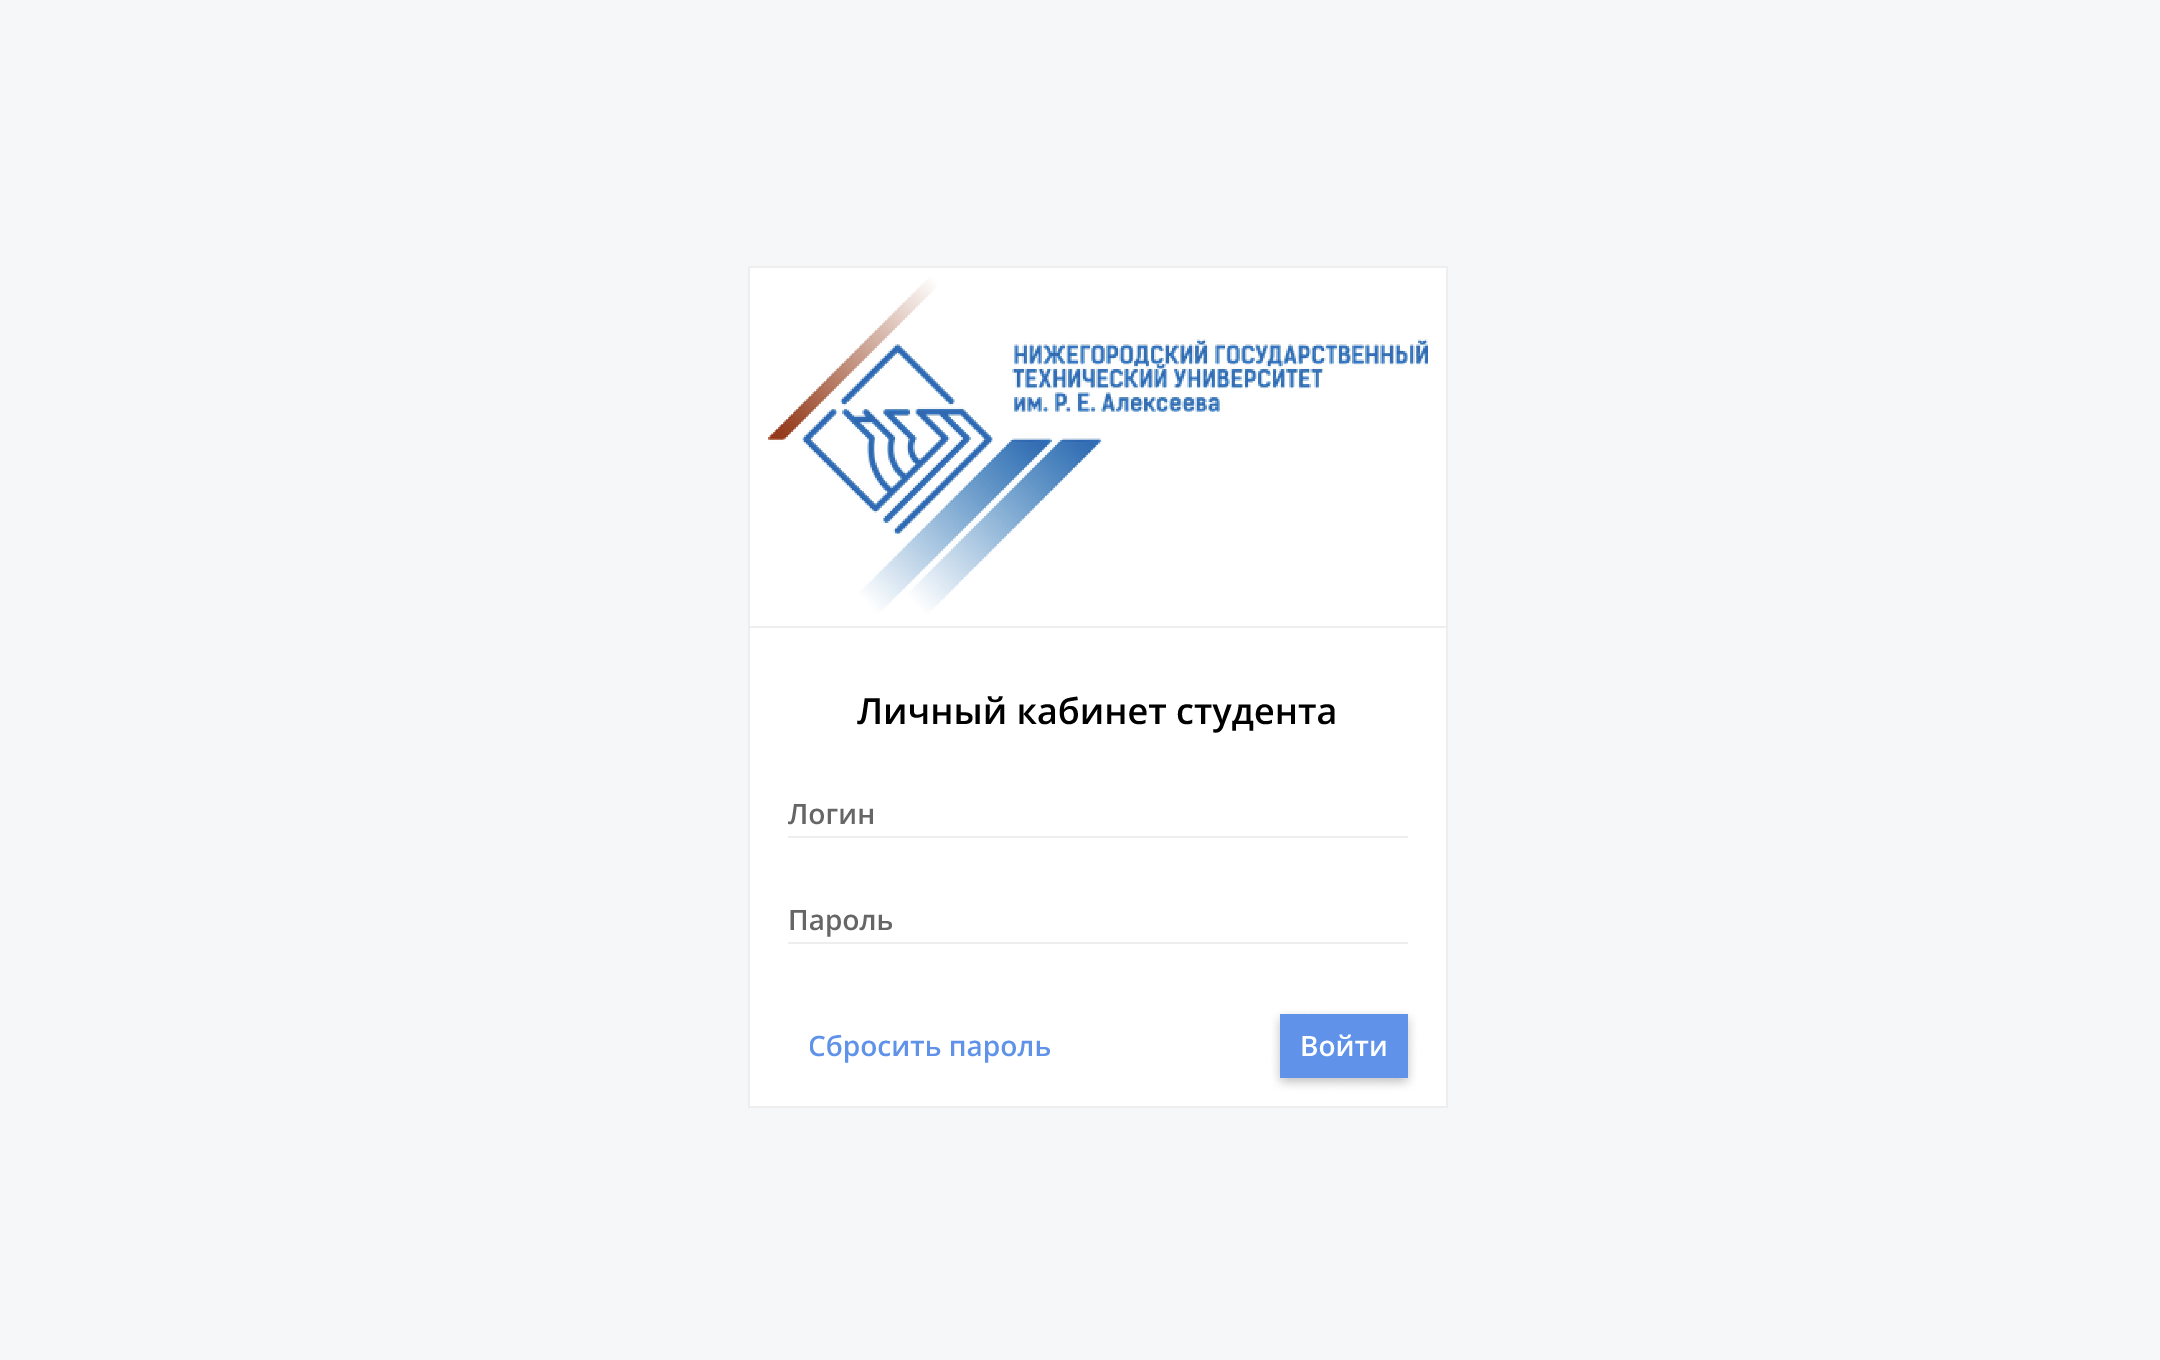 НИЖЕГОРОДСКИЙ ГОСУДАРСТВЕННЫЙ
ТЕХНИЧЕСКИЙ УНИВЕРСИТЕТ
им. Р. Е. Алексеева
Личный кабинет студента
Логин
Пароль
Сбросить пароль
Войти